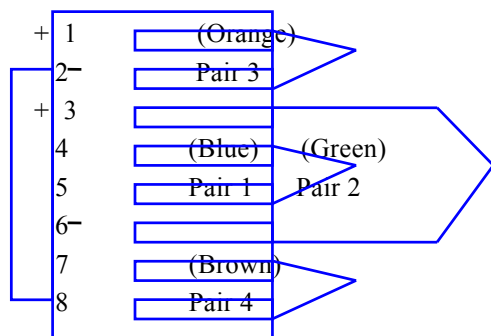 + 1 (Orange)
2− Pair 3
+ 3
4 (Blue) (Green)
5 Pair 1 Pair 2
6−
7 (Brown)
8 Pair 4